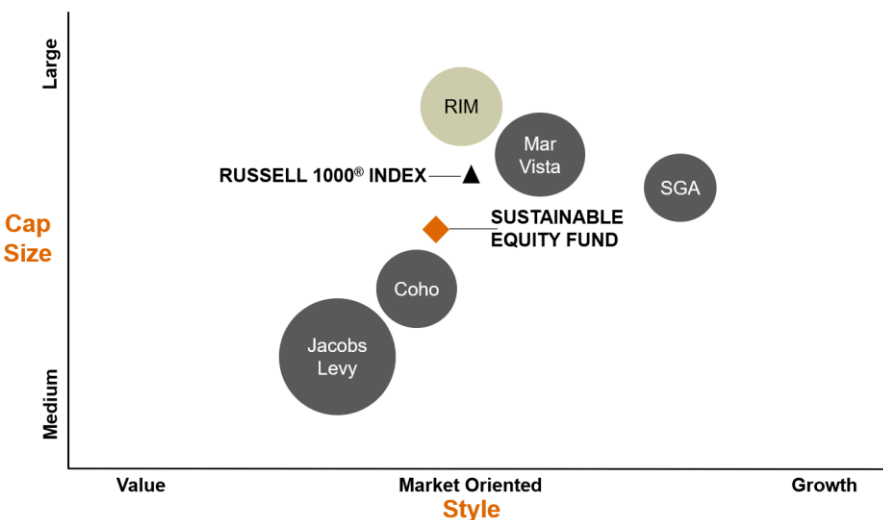 Large
RIM
Mar
Vista
RUSSELL 1000® INDEX
SGA
Cap
Size
SUSTAINABLE
EQUITY FUND
Coho
Jacobs
Levy
Medium
Value
Market Oriented
Growth
Style